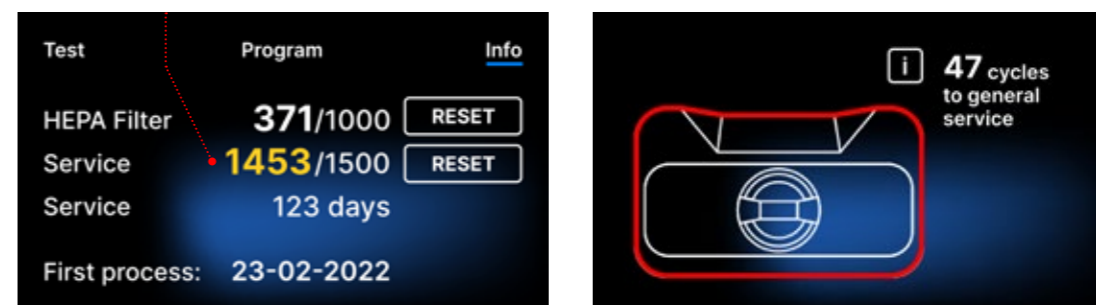 Test Program Info
HEPA Filter 371/1000 RESET
Service 1453/1500 RESET
Service 123 days
First process: 23-02-2022
i 47 cycles
to general
service